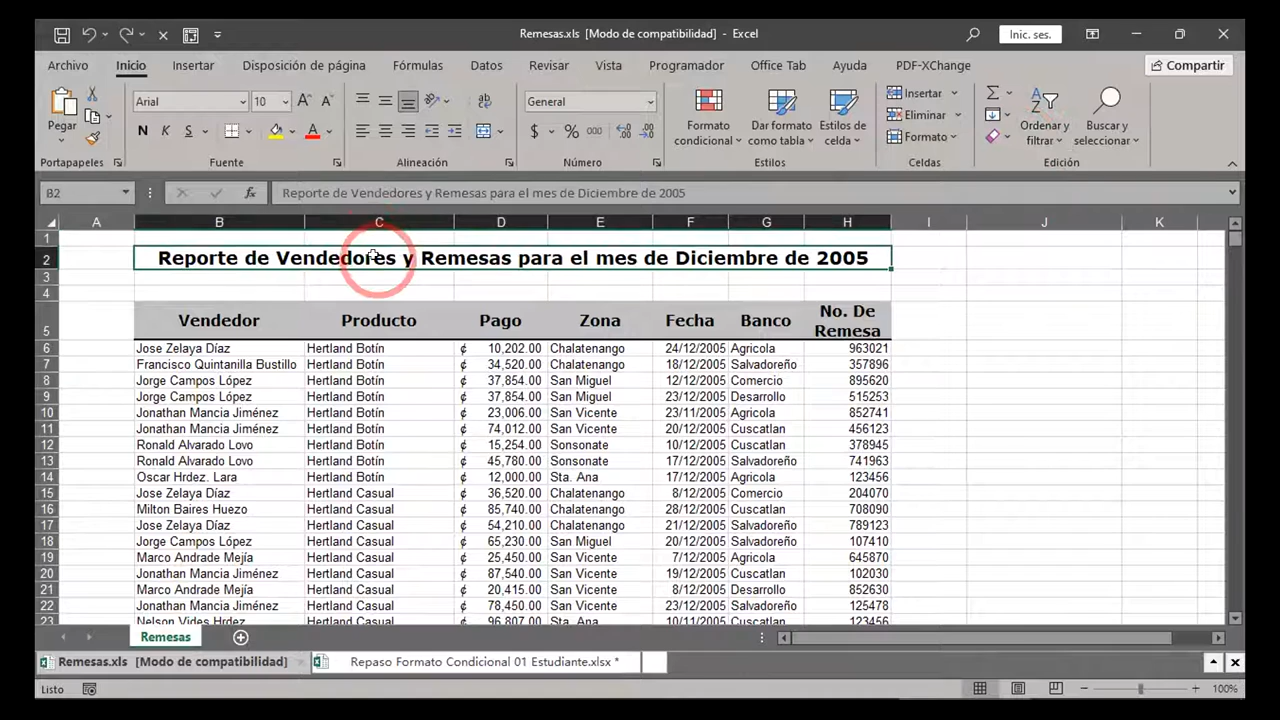 Remesas.xls [Modo de compatibilidad] - Excel
Inic. ses.
Archivo Inicio Insertar Disposición de página Fórmulas Datos Revisar Vista Programador Office Tab Ayuda PDF-XChange Compartir
Pegar
Arial 10
N K S
General
$ % 000
Formato condicional
Dar formato como tabla
Estilos de celda
Insertar
Eliminar
Formato
Ordenar y filtrar
Buscar y seleccionar
Portapapeles Fuente Alineación Número Estilos Celdas Edición
B2 fx Reporte de Vendedores y Remesas para el mes de Diciembre de 2005
A B C D E F G H I J K
1
2 Reporte de Vendedores y Remesas para el mes de Diciembre de 2005
3
4
5 Vendedor Producto Pago Zona Fecha Banco No. De Remesa
6 Jose Zelaya Díaz Hertland Botín ₡ 10,202.00 Chalatenango 24/12/2005 Agricola 963021
7 Francisco Quintanilla Bustillo Hertland Botín ₡ 34,520.00 Chalatenango 18/12/2005 Salvadoreño 357896
8 Jorge Campos López Hertland Botín ₡ 37,854.00 San Miguel 12/12/2005 Comercio 895620
9 Jorge Campos López Hertland Botín ₡ 37,854.00 San Miguel 23/12/2005 Desarrollo 515253
10 Jonathan Mancia Jiménez Hertland Botín ₡ 23,006.00 San Vicente 23/11/2005 Agricola 852741
11 Jonathan Mancia Jiménez Hertland Botín ₡ 74,012.00 San Vicente 20/12/2005 Cuscatlan 456123
12 Ronald Alvarado Lovo Hertland Botín ₡ 15,254.00 Sonsonate 10/12/2005 Cuscatlan 378945
13 Ronald Alvarado Lovo Hertland Botín ₡ 45,780.00 Sonsonate 17/12/2005 Salvadoreño 741963
14 Oscar Hrdez. Lara Hertland Botín ₡ 12,000.00 Sta. Ana 17/12/2005 Agricola 123456
15 Jose Zelaya Díaz Hertland Casual ₡ 36,520.00 Chalatenango 8/12/2005 Comercio 204070
16 Milton Baires Huezo Hertland Casual ₡ 85,740.00 Chalatenango 28/12/2005 Cuscatlan 708090
17 Jose Zelaya Díaz Hertland Casual ₡ 54,210.00 Chalatenango 21/12/2005 Salvadoreño 789123
18 Jorge Campos López Hertland Casual ₡ 65,230.00 San Miguel 20/12/2005 Salvadoreño 107410
19 Marco Andrade Mejía Hertland Casual ₡ 25,450.00 San Vicente 7/12/2005 Agricola 645870
20 Jonathan Mancia Jiménez Hertland Casual ₡ 87,540.00 San Vicente 19/12/2005 Cuscatlan 102030
21 Marco Andrade Mejía Hertland Casual ₡ 20,415.00 San Vicente 8/12/2005 Desarrollo 852630
22 Jonathan Mancia Jiménez Hertland Casual ₡ 78,450.00 San Vicente 23/12/2005 Salvadoreño 125478
23 Nelson Vides Hrdez Hertland Casual ₡ 96,807.00 Sta. Ana 10/11/2005 Cuscatlan 123456
Remesas
Remesas.xls [Modo de compatibilidad] Repaso Formato Condicional 01 Estudiante.xlsx *
Listo 100%